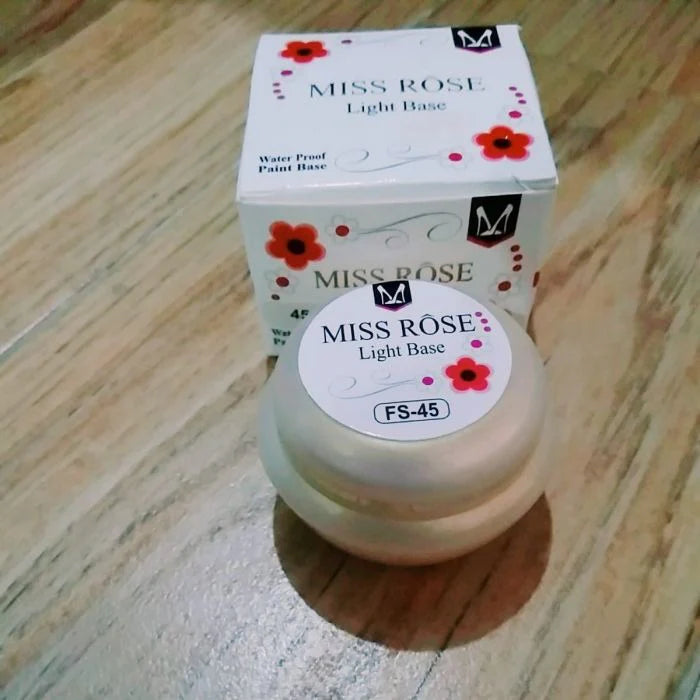 MISS RÔSE
Light Base
Water Proof
Paint Base
MISS RÔSE
45
MISS RÔSE
Light Base
FS-45